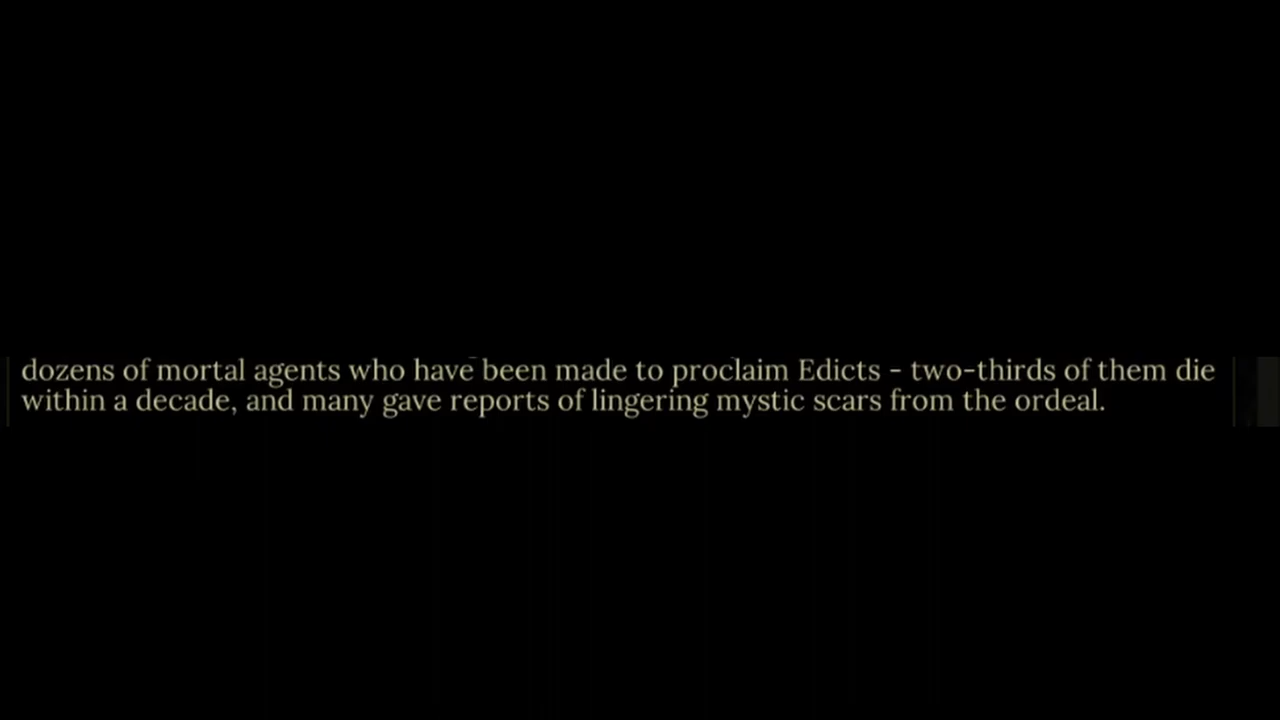 dozens of mortal agents who have been made to proclaim Edicts - two-thirds of them die
within a decade, and many gave reports of lingering mystic scars from the ordeal.